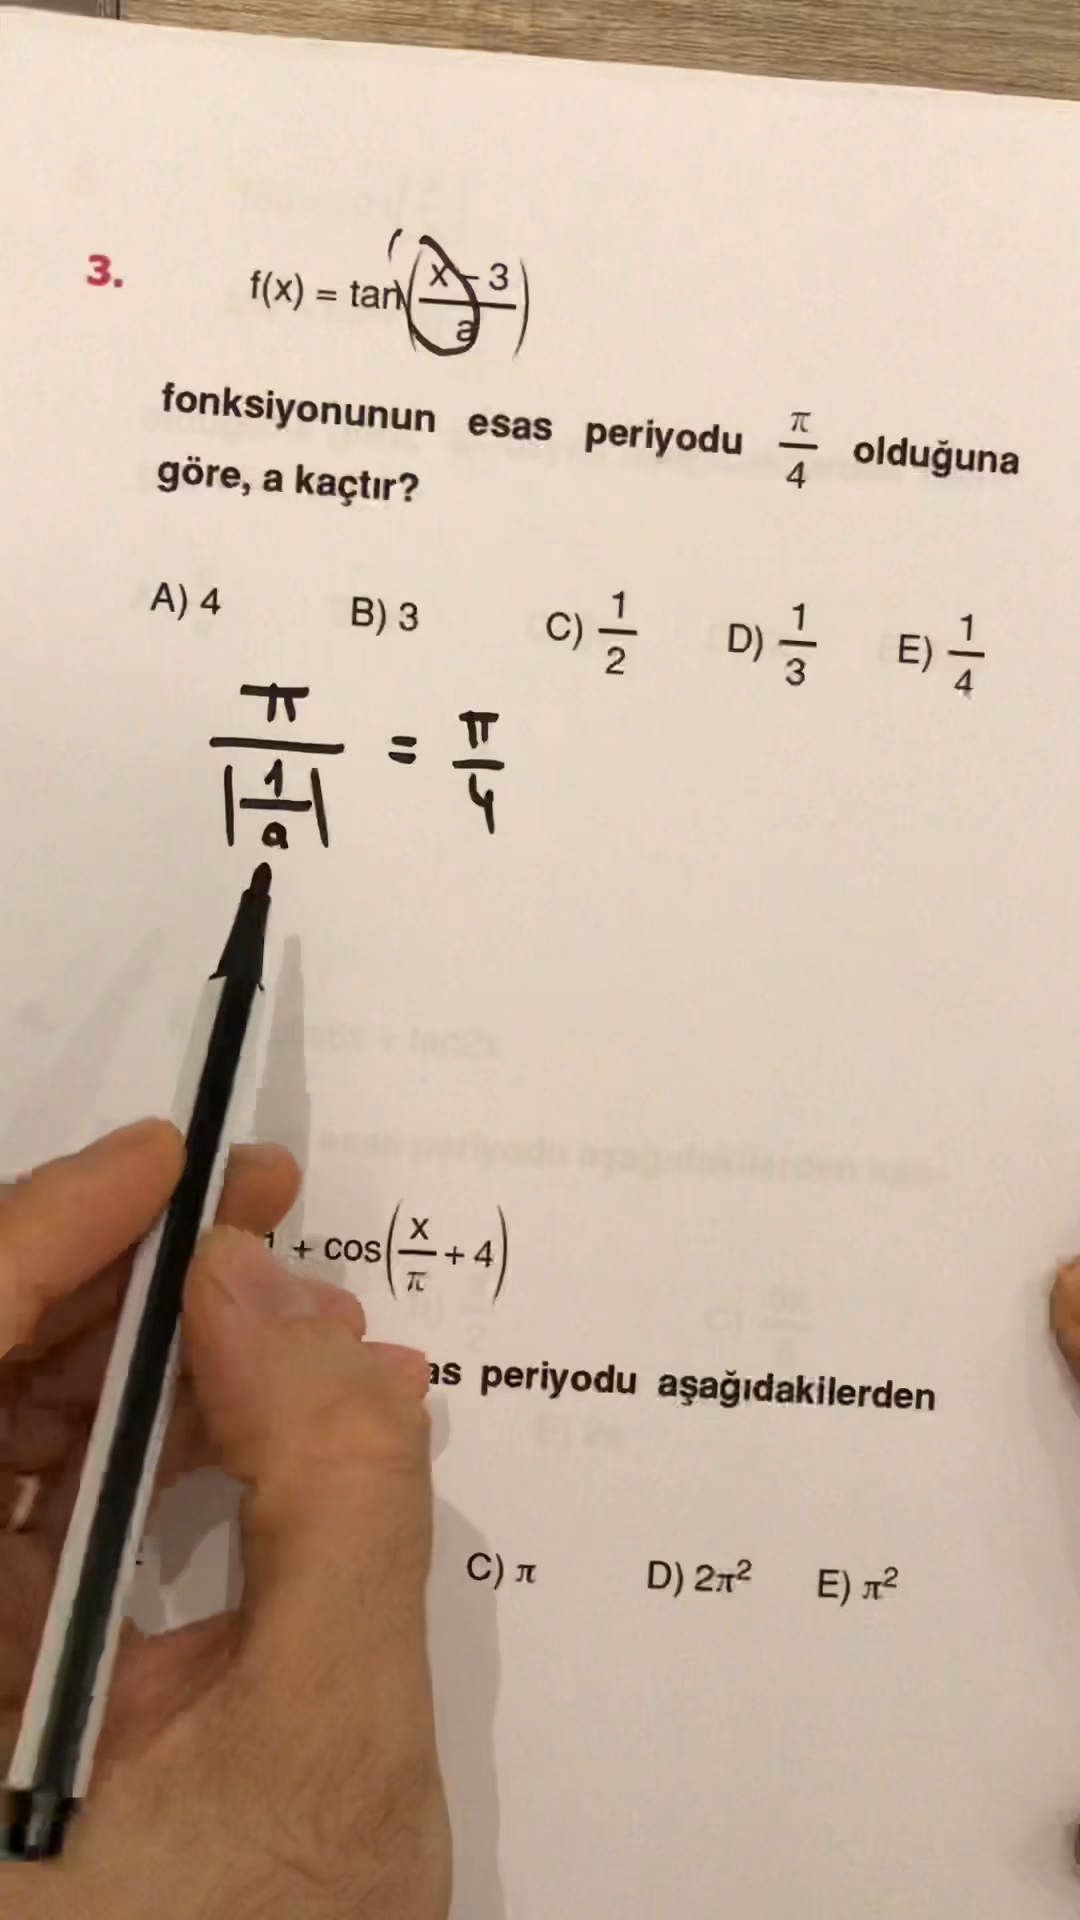 3. f(x) = tan((x – 3)/a)
fonksiyonunun esas periyodu π/4 olduğuna
göre, a kaçtır?
A) 4 B) 3 C) 1/2 D) 1/3 E) 1/4
π/|1/a| = π/4
1 + cos(x/π + 4)
periyodu aşağıdakilerden
C) π D) 2π² E) π²